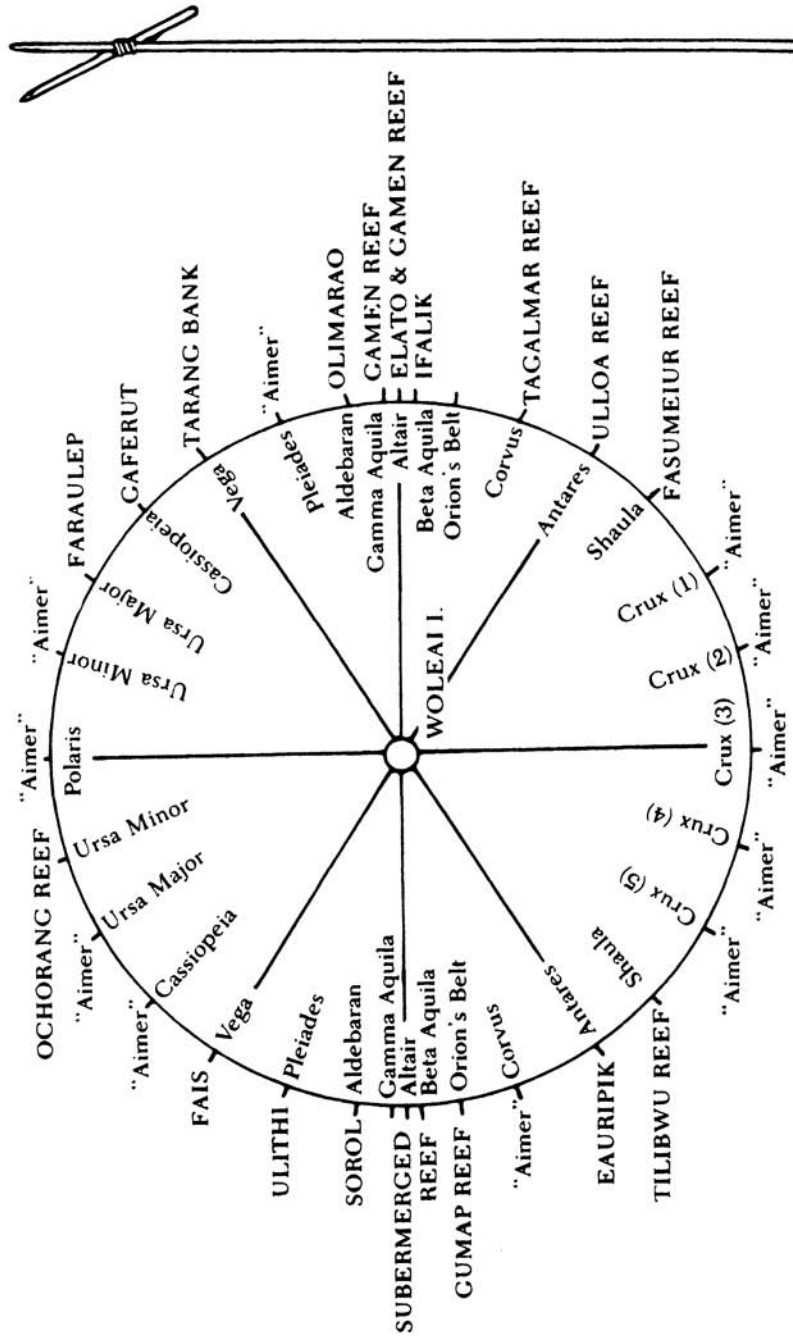 "Aimer"
Polaris
"Aimer"
Ursa Minor
FARAULEP
Ursa Major
GAFERUT
Cassiopeia
TARANG BANK
Vega
"Aimer"
Pleiades
OLIMARAO
Aldebaran
GAMEN REEF
Gamma Aquila
ELATO & GAMEN REEF
Altair
IFALIK
Beta Aquila
Orion's Belt
TAGALMAR REEF
Corvus
ULLOA REEF
Antares
FASUMEIUR REEF
Shaula
"Aimer"
Crux (1)
"Aimer"
Crux (2)
"Aimer"
Crux (3)
"Aimer"
Crux (4)
"Aimer"
Crux (5)
TILIBWU REEF
Shaula
EAURIPIK
Antares
"Aimer"
Corvus
GUMAP REEF
Orion's Belt
SUBERMERGED
REEF
Beta Aquila
Altair
Gamma Aquila
SOROL
Aldebaran
ULITHI
Pleiades
FAIS
Vega
"Aimer"
Cassiopeia
"Aimer"
Ursa Major
OCHORANG REEF
Ursa Minor
WOLEAI I.